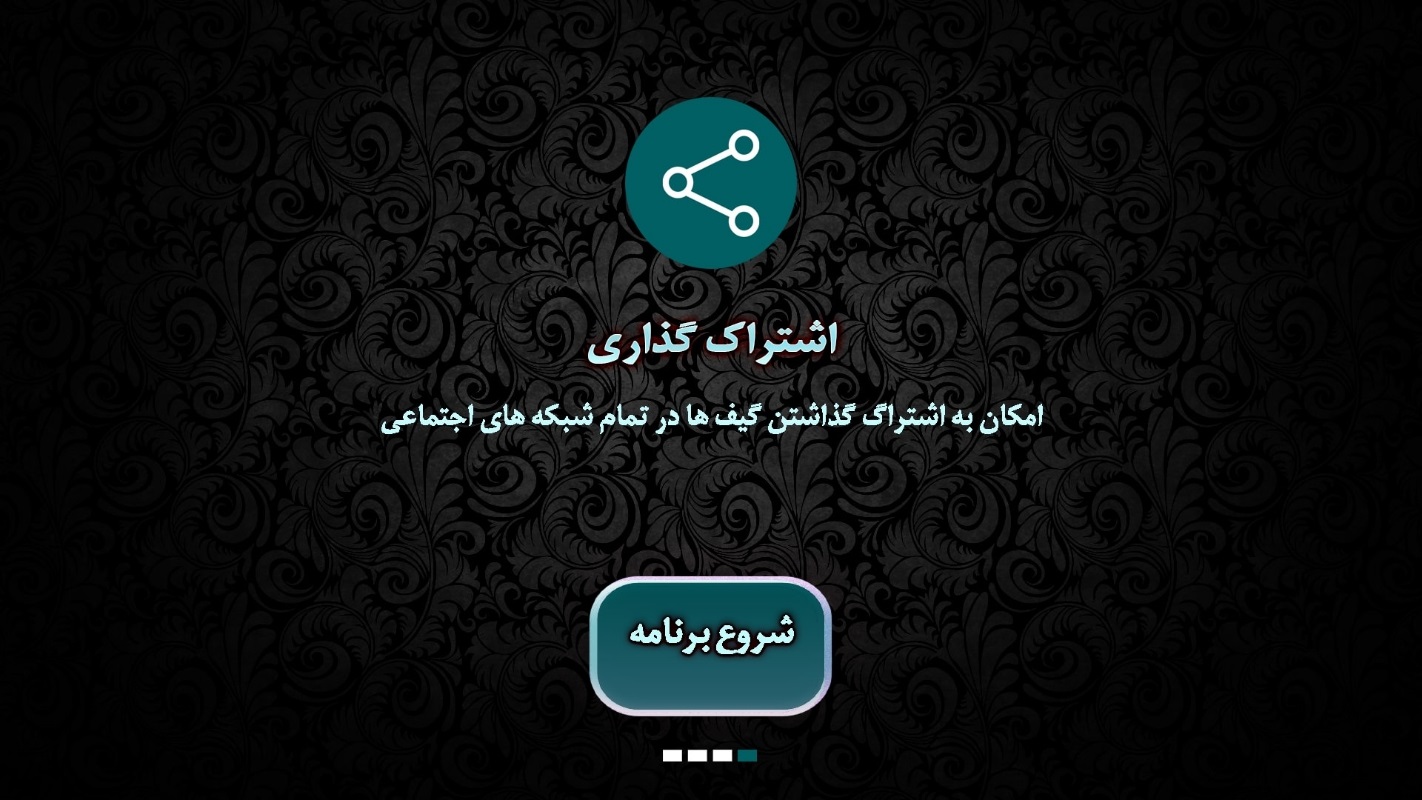 اشتراک گذاری
امکان به اشتراگ گذاشتن گیف ها در تمام شبکه های اجتماعی
شروع برنامه